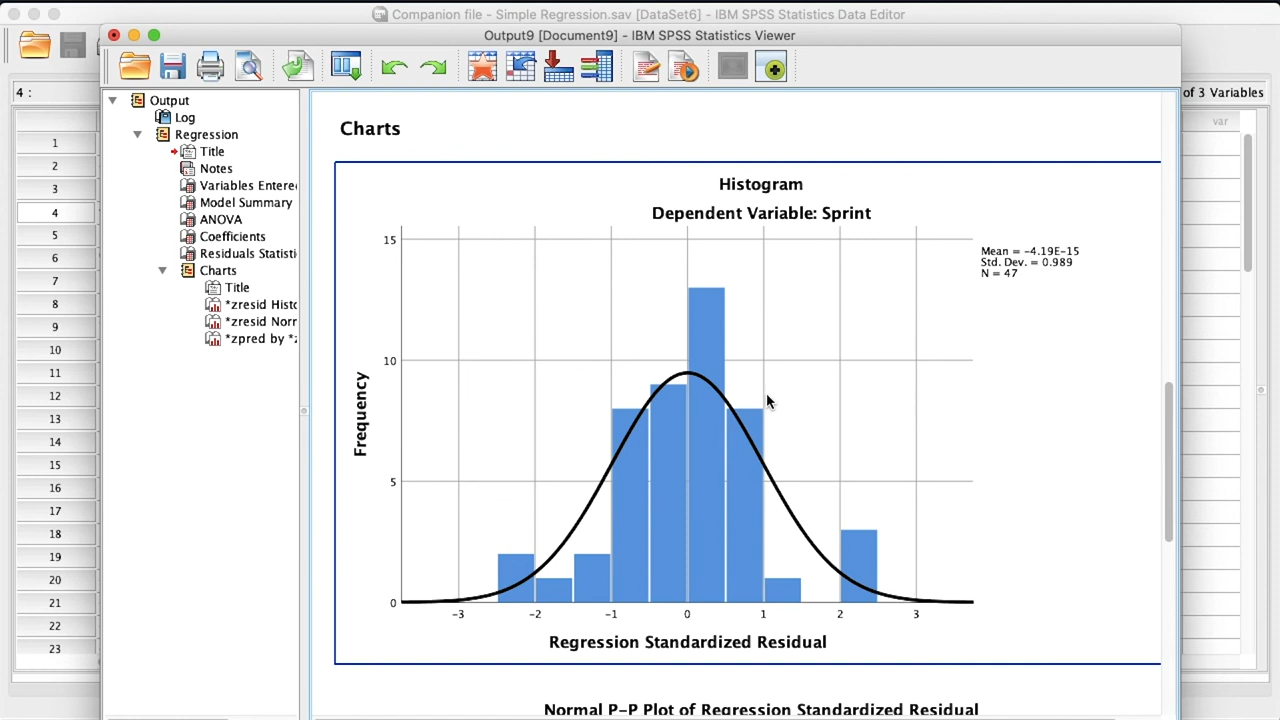 Companion file - Simple Regression.sav [DataSet6] - IBM SPSS Statistics Data Editor
Output9 [Document9] - IBM SPSS Statistics Viewer
4 :
of 3 Variables
var
1
2
3
4
5
6
7
8
9
10
11
12
13
14
15
16
17
18
19
20
21
22
23
Output
Log
Regression
Title
Notes
Variables Entere
Model Summary
ANOVA
Coefficients
Residuals Statisti
Charts
Title
*zresid Histo
*zresid Norr
*zpred by *z
Charts
Histogram
Dependent Variable: Sprint
Mean = -4.19E-15
Std. Dev. = 0.989
N = 47
Frequency
15
10
5
0
-3 -2 -1 0 1 2 3
Regression Standardized Residual
Normal P-P Plot of Regression Standardized Residual